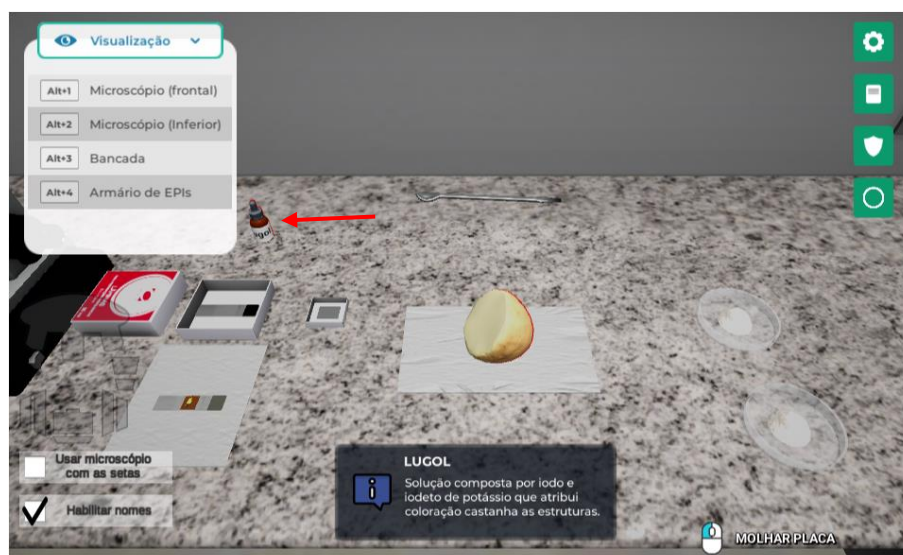 Visualização
Alt+1 Microscópio (frontal)
Alt+2 Microscópio (Inferior)
Alt+3 Bancada
Alt+4 Armário de EPIs
LUGOL
Solução composta por iodo e
iodeto de potássio que atribui
coloração castanha as estruturas.
Usar microscópio
com as setas
Habilitar nomes
MOLHAR PLACA